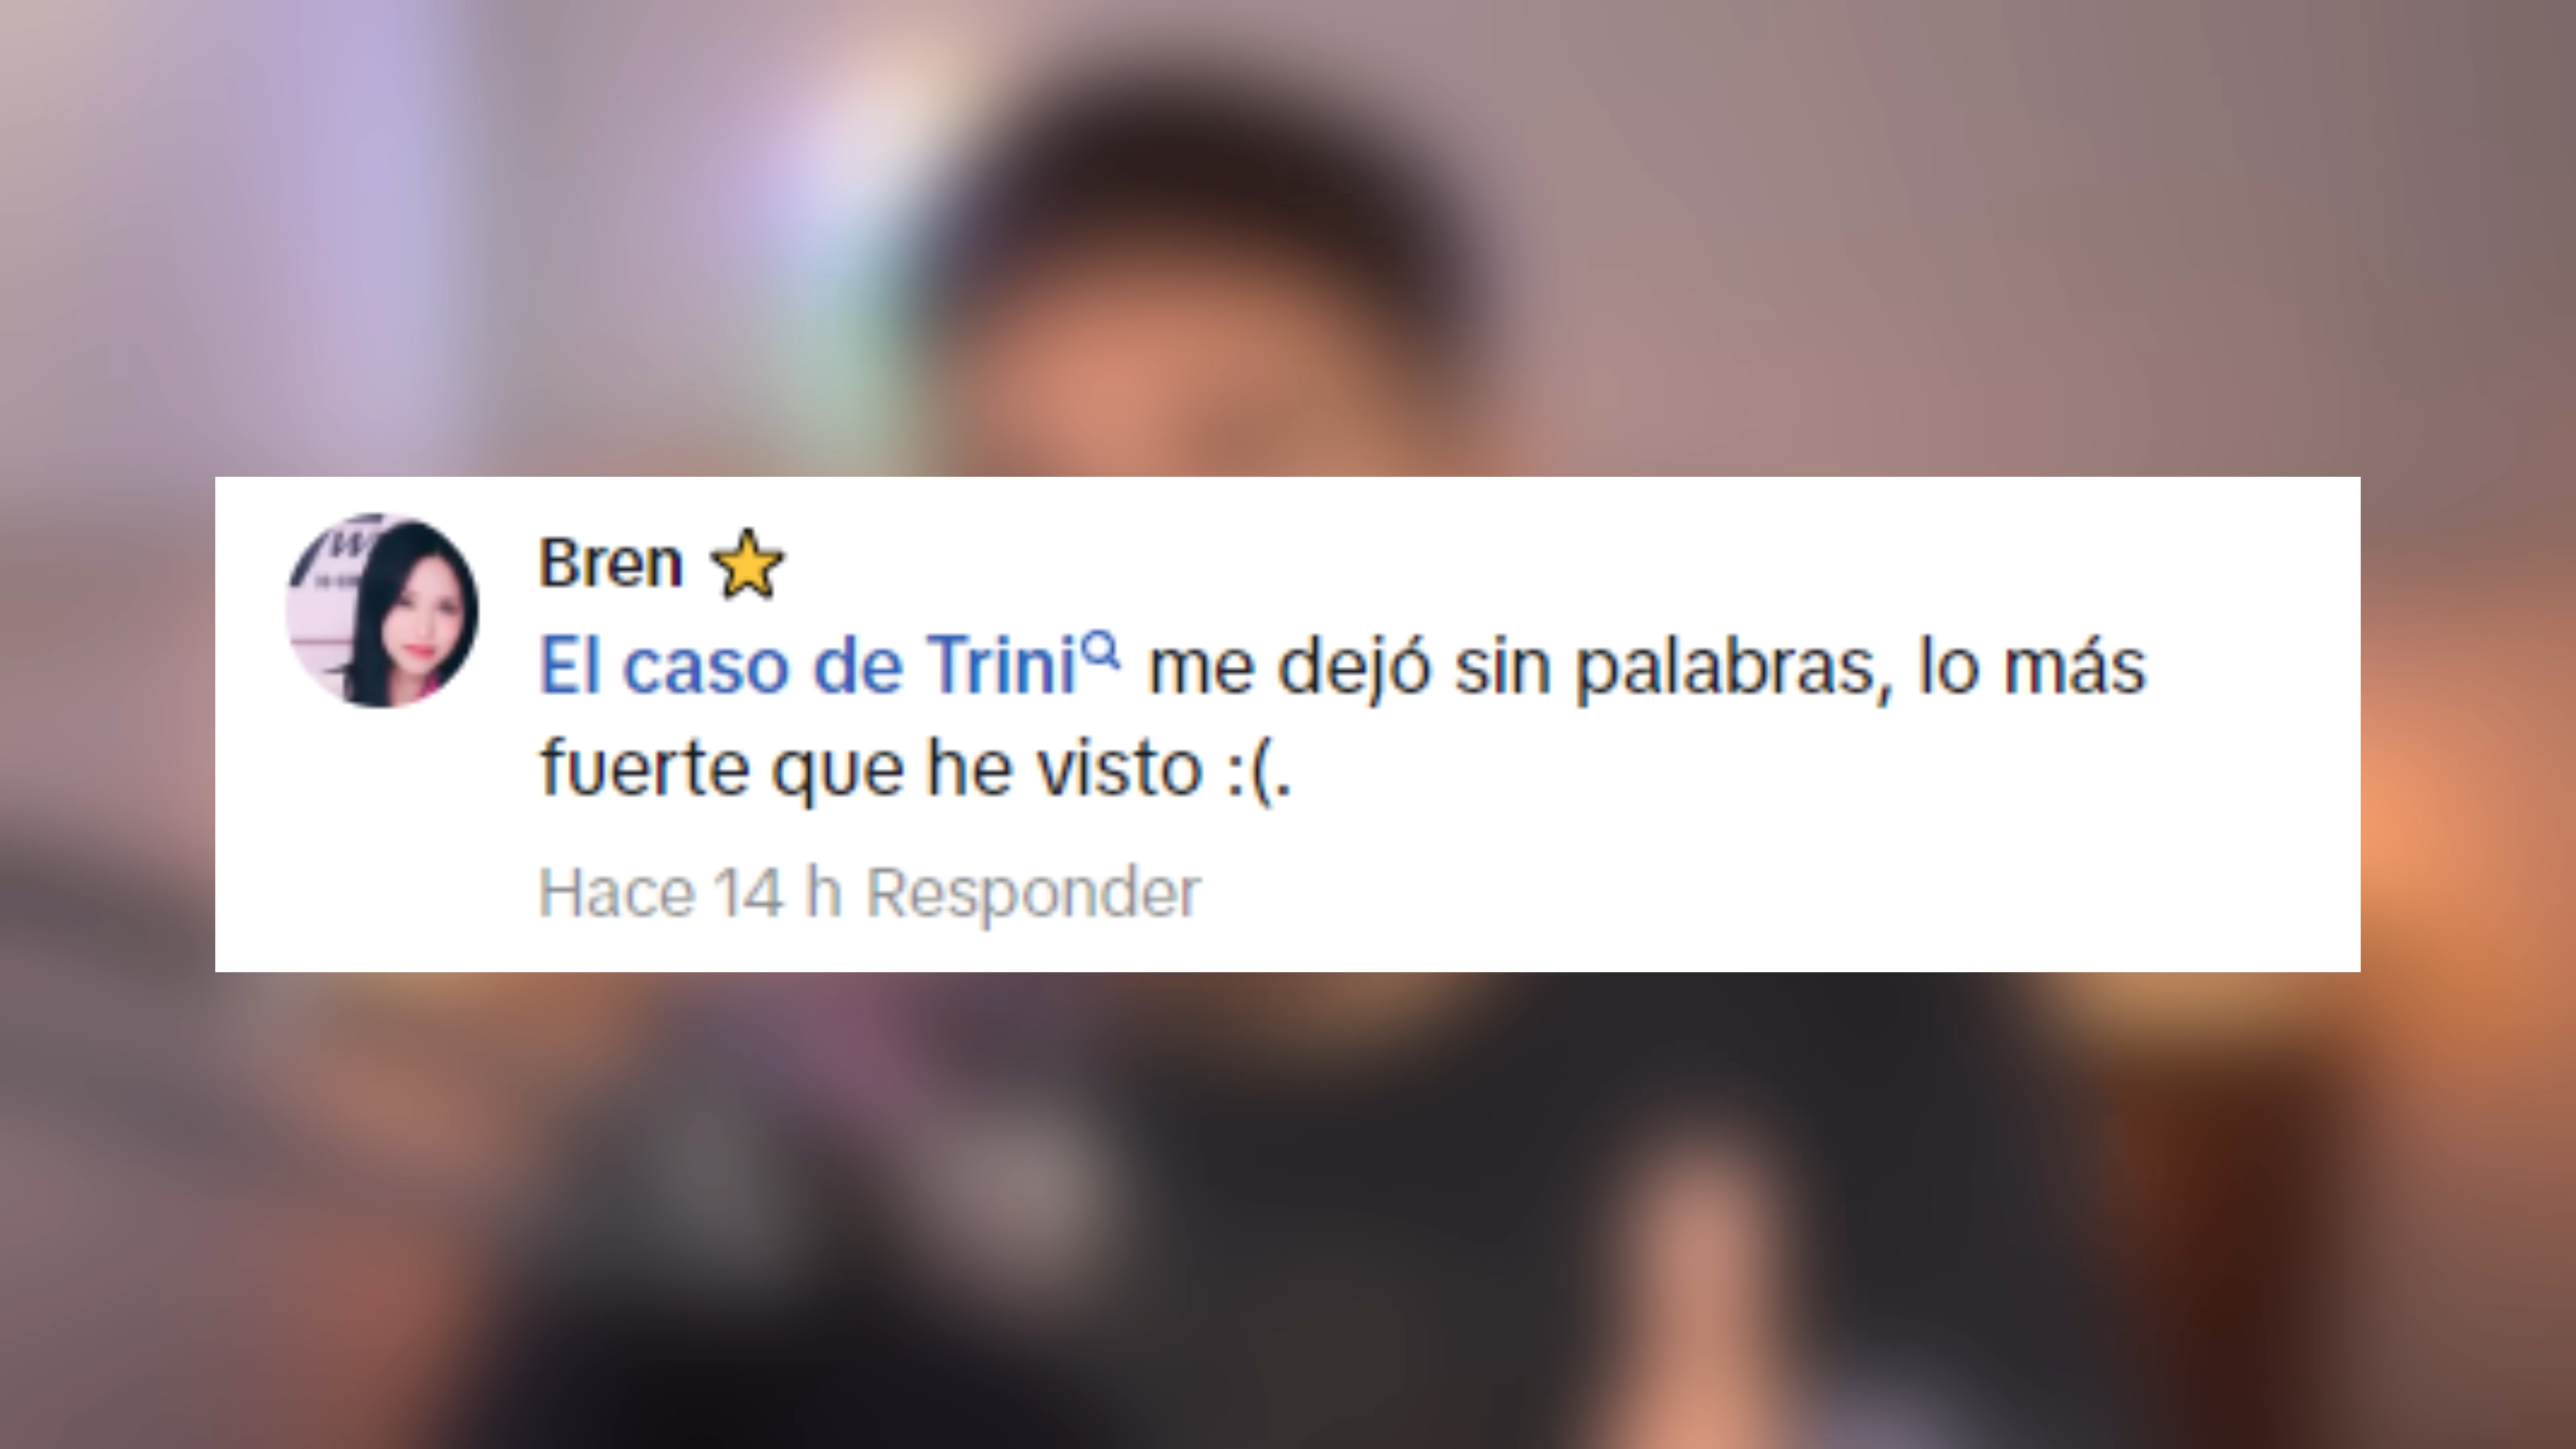 Bren ⭐
El caso de Trini me dejó sin palabras, lo más
fuerte que he visto :(.
Hace 14 h Responder